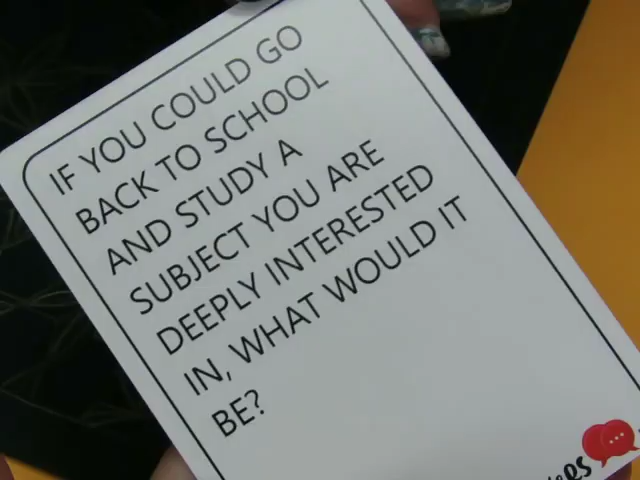 IF YOU COULD GO
BACK TO SCHOOL
AND STUDY A
SUBJECT YOU ARE
DEEPLY INTERESTED
IN, WHAT WOULD IT
BE?